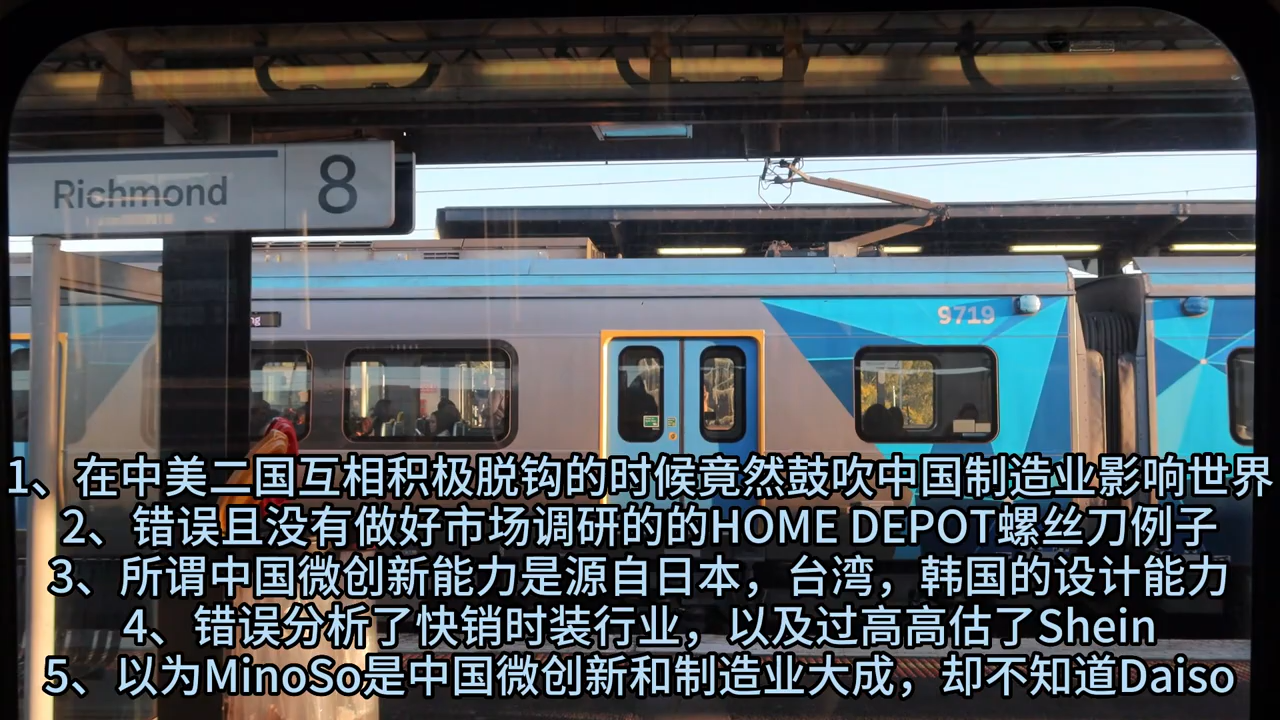 Richmond 8
ng
9719
1、在中美二国互相积极脱钩的时候竟然鼓吹中国制造业影响世界
2、错误且没有做好市场调研的的HOME DEPOT螺丝刀例子
3、所谓中国微创新能力是源自日本，台湾，韩国的设计能力
4、错误分析了快销时装行业，以及过高高估了Shein
5、以为MinoSo是中国微创新和制造业大成，却不知道Daiso